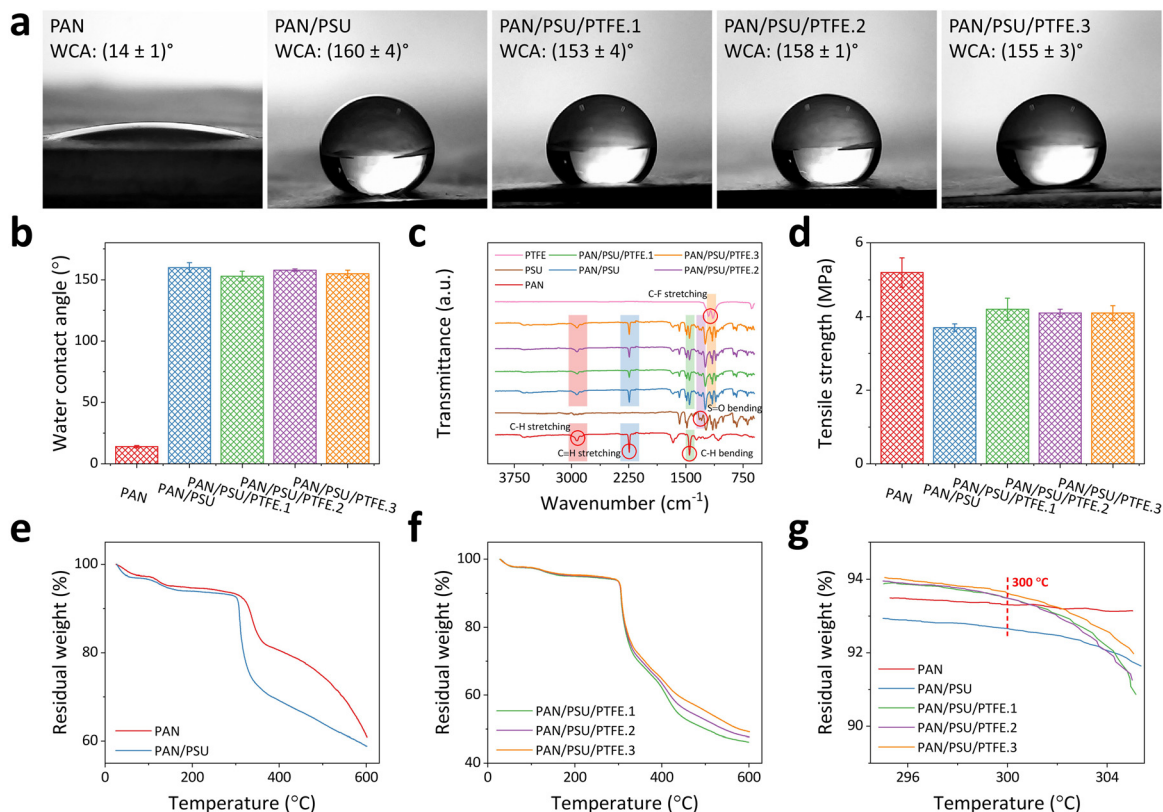 a
PAN
WCA: (14 ± 1)°
PAN/PSU
WCA: (160 ± 4)°
PAN/PSU/PTFE.1
WCA: (153 ± 4)°
PAN/PSU/PTFE.2
WCA: (158 ± 1)°
PAN/PSU/PTFE.3
WCA: (155 ± 3)°
b
Water contact angle (°)
150
100
50
0
PAN
PAN/PSU
PAN/PSU/PTFE.1
PAN/PSU/PTFE.2
PAN/PSU/PTFE.3
c
Transmittance (a.u.)
PTFE
PAN/PSU/PTFE.1
PAN/PSU/PTFE.3
PSU
PAN/PSU
PAN/PSU/PTFE.2
PAN
C-F stretching
S=O bending
C-H stretching
C≡H stretching
C-H bending
3750
3000
2250
1500
750
Wavenumber (cm⁻¹)
d
Tensile strength (MPa)
6
4
2
0
PAN
PAN/PSU
PAN/PSU/PTFE.1
PAN/PSU/PTFE.2
PAN/PSU/PTFE.3
e
Residual weight (%)
100
80
60
PAN
PAN/PSU
0
200
400
600
Temperature (°C)
f
Residual weight (%)
100
80
60
40
PAN/PSU/PTFE.1
PAN/PSU/PTFE.2
PAN/PSU/PTFE.3
0
200
400
600
Temperature (°C)
g
Residual weight (%)
94
92
90
300 °C
PAN
PAN/PSU
PAN/PSU/PTFE.1
PAN/PSU/PTFE.2
PAN/PSU/PTFE.3
296
300
304
Temperature (°C)